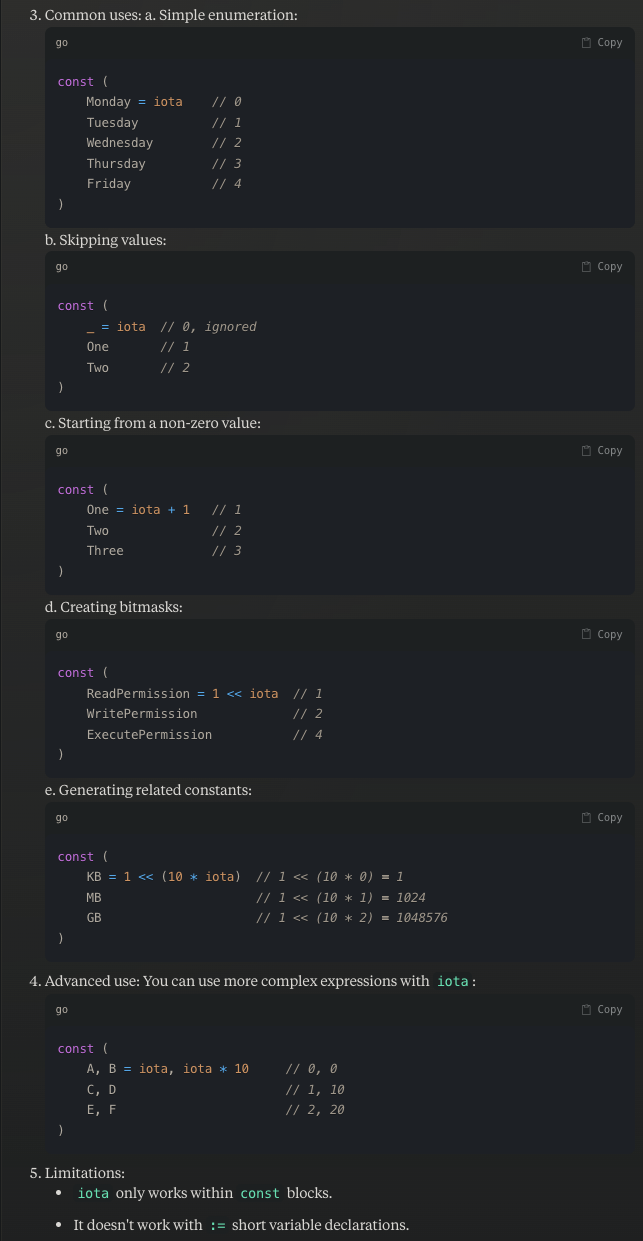 3. Common uses: a. Simple enumeration:
go
Copy
const (
    Monday = iota    // 0
    Tuesday          // 1
    Wednesday        // 2
    Thursday         // 3
    Friday           // 4
)
b. Skipping values:
go
Copy
const (
    _ = iota  // 0, ignored
    One       // 1
    Two       // 2
)
c. Starting from a non-zero value:
go
Copy
const (
    One = iota + 1   // 1
    Two              // 2
    Three            // 3
)
d. Creating bitmasks:
go
Copy
const (
    ReadPermission = 1 << iota  // 1
    WritePermission             // 2
    ExecutePermission           // 4
)
e. Generating related constants:
go
Copy
const (
    KB = 1 << (10 * iota)  // 1 << (10 * 0) = 1
    MB                     // 1 << (10 * 1) = 1024
    GB                     // 1 << (10 * 2) = 1048576
)
4. Advanced use: You can use more complex expressions with iota:
go
Copy
const (
    A, B = iota, iota * 10     // 0, 0
    C, D                       // 1, 10
    E, F                       // 2, 20
)
5. Limitations:
• iota only works within const blocks.
• It doesn't work with := short variable declarations.